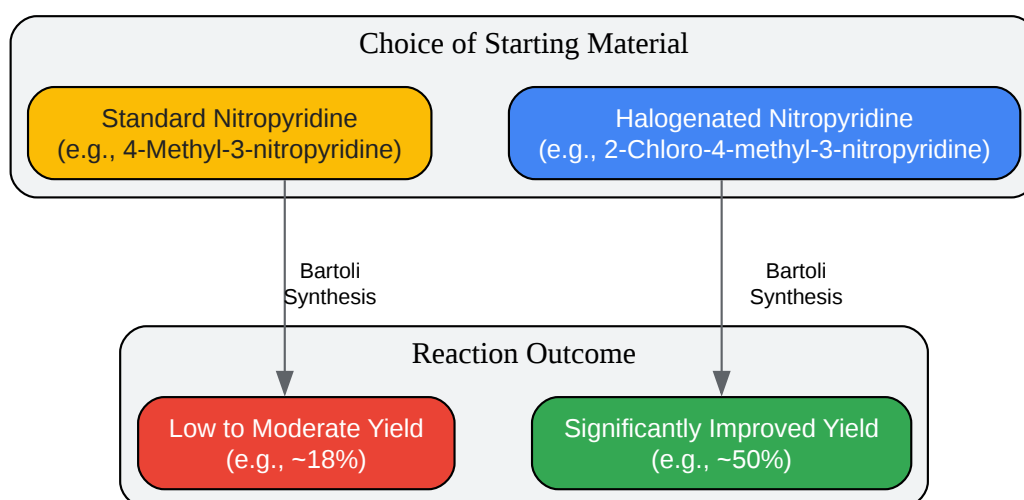 Choice of Starting Material
Standard Nitropyridine
(e.g., 4-Methyl-3-nitropyridine)
Halogenated Nitropyridine
(e.g., 2-Chloro-4-methyl-3-nitropyridine)
Bartoli
Synthesis
Bartoli
Synthesis
Reaction Outcome
Low to Moderate Yield
(e.g., ~18%)
Significantly Improved Yield
(e.g., ~50%)